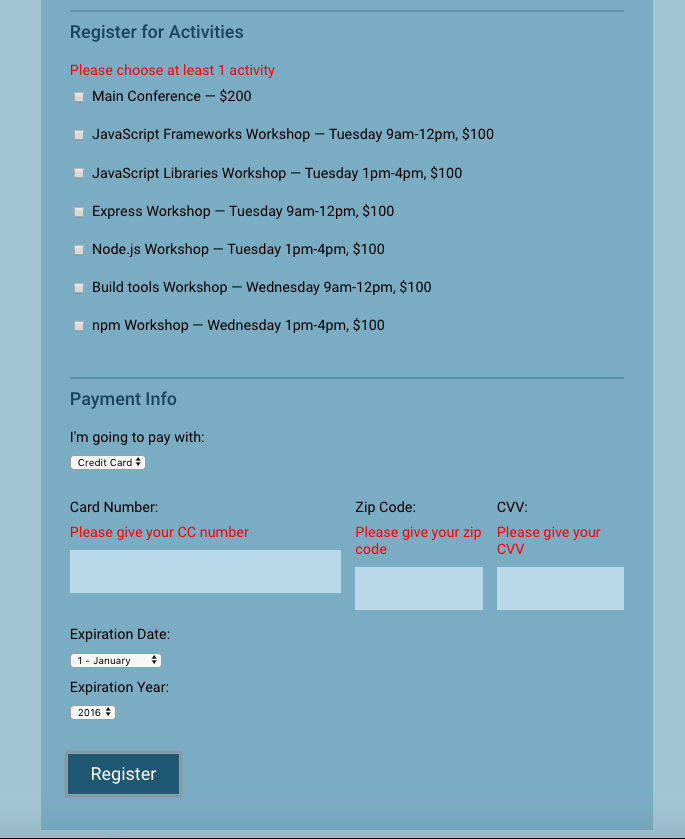 Register for Activities
Please choose at least 1 activity
Main Conference — $200
JavaScript Frameworks Workshop — Tuesday 9am-12pm, $100
JavaScript Libraries Workshop — Tuesday 1pm-4pm, $100
Express Workshop — Tuesday 9am-12pm, $100
Node.js Workshop — Tuesday 1pm-4pm, $100
Build tools Workshop — Wednesday 9am-12pm, $100
npm Workshop — Wednesday 1pm-4pm, $100
Payment Info
I'm going to pay with:
Credit Card
Card Number:
Please give your CC number
Zip Code:
Please give your zip
code
CVV:
Please give your
CVV
Expiration Date:
1 - January
Expiration Year:
2016
Register